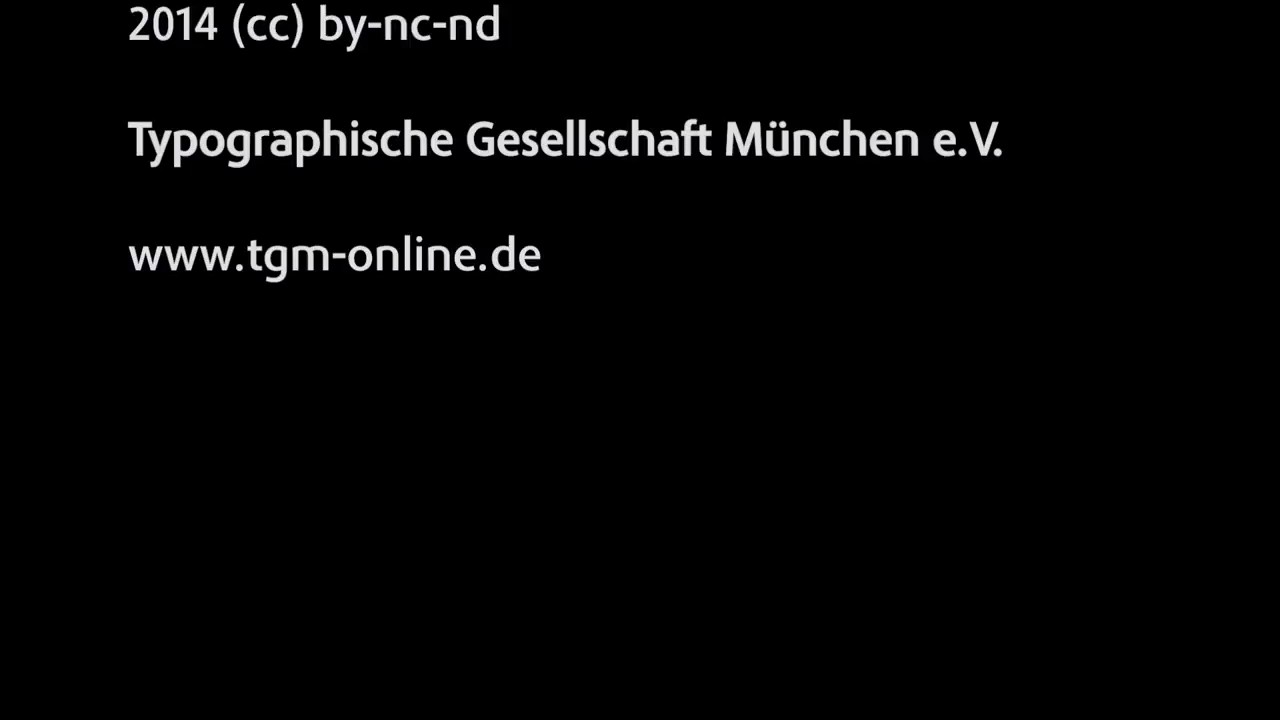 2014 (cc) by-nc-nd
Typographische Gesellschaft München e.V.
www.tgm-online.de